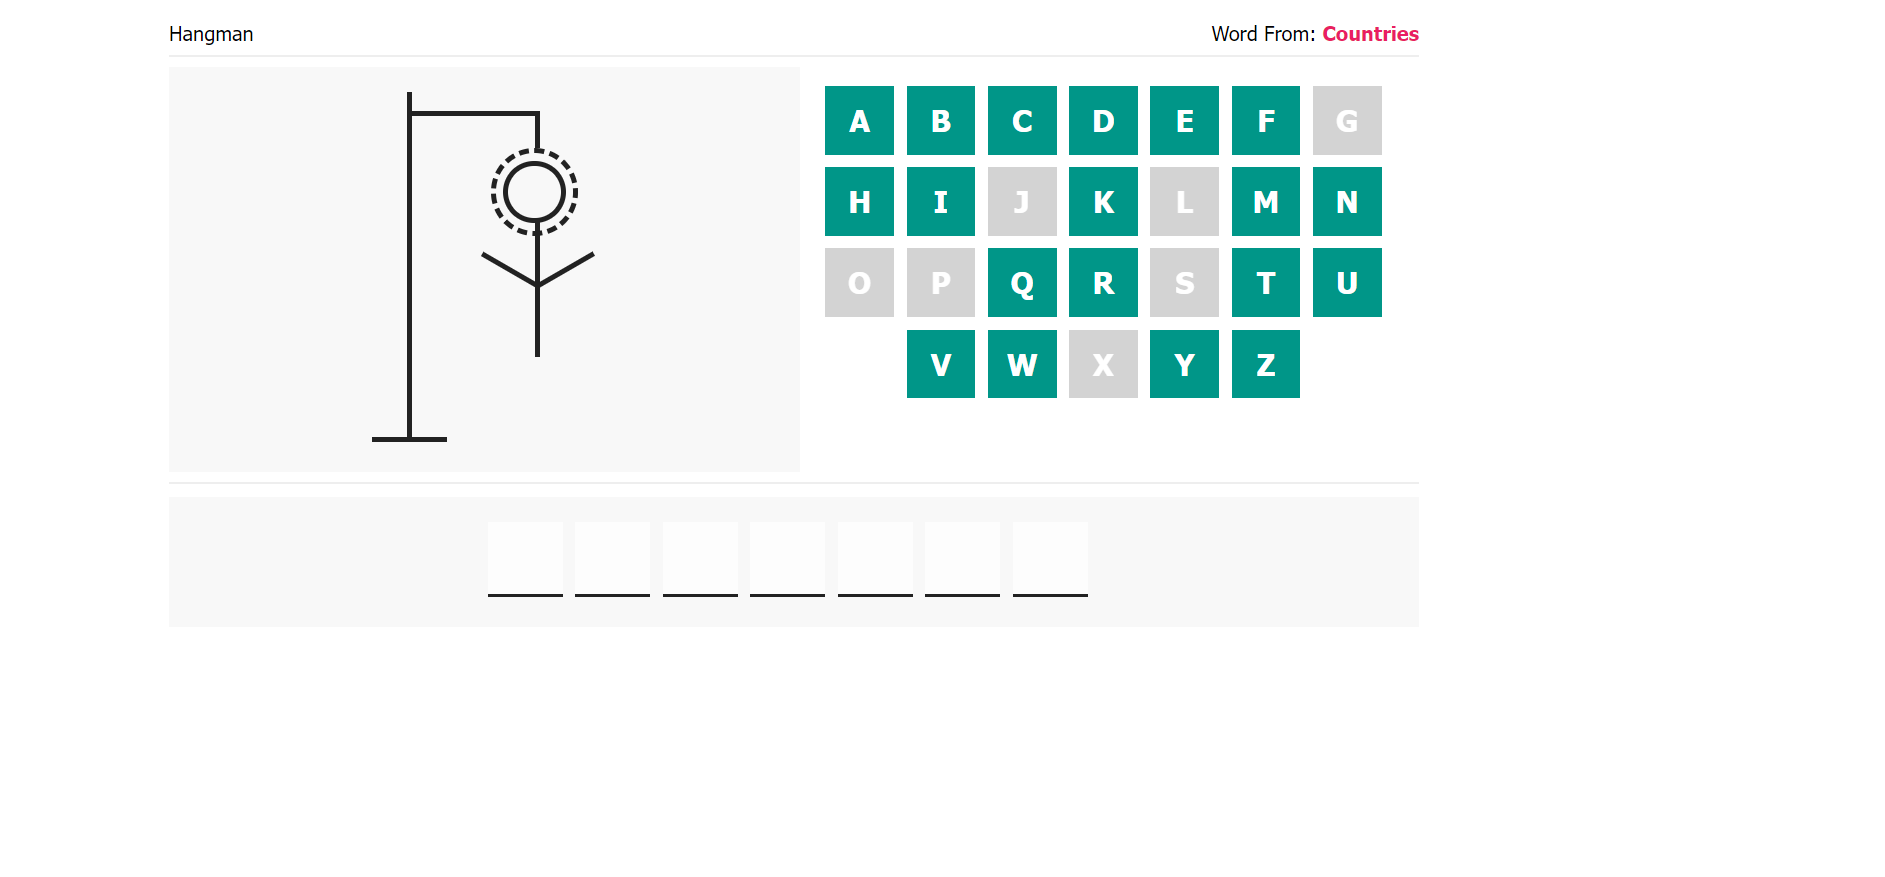 Hangman
Word From: Countries
A B C D E F G
H I J K L M N
O P Q R S T U
V W X Y Z